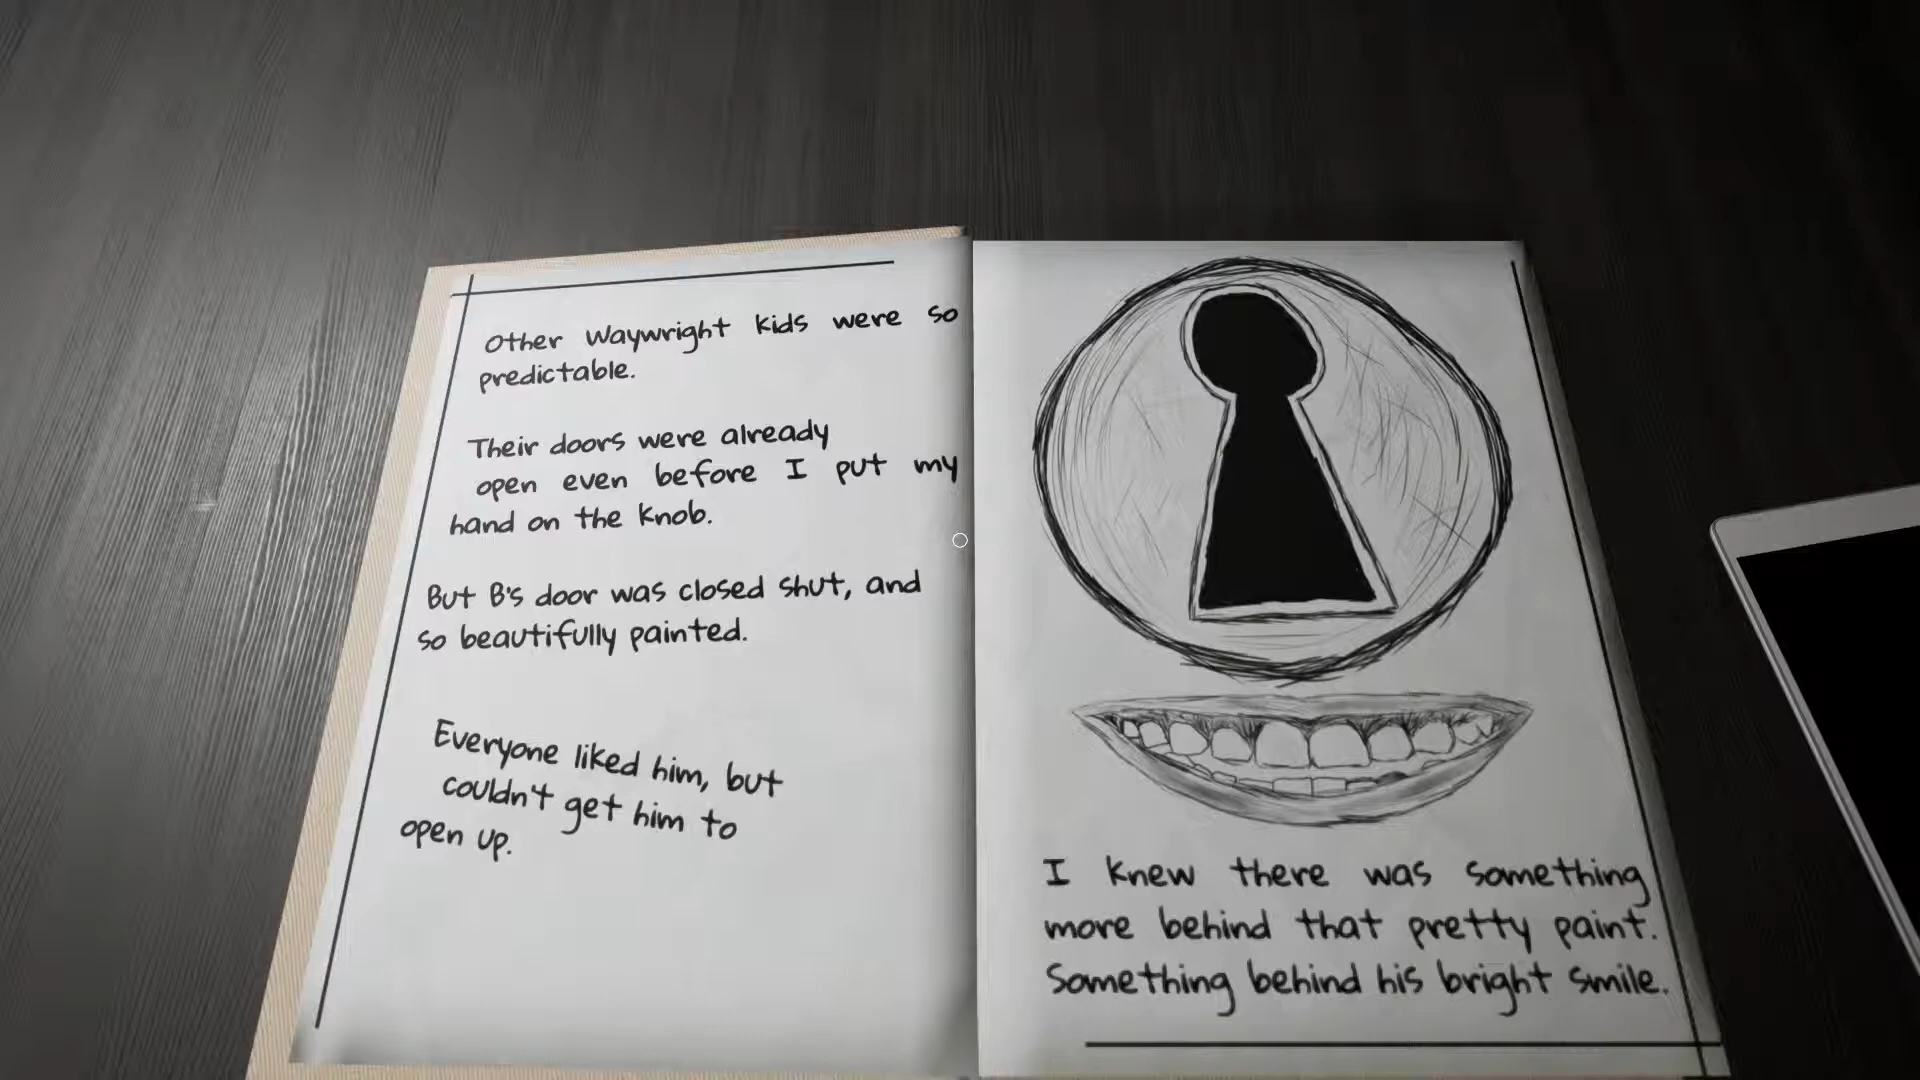 Other Waywright kids were so
predictable.
Their doors were already
open even before I put my
hand on the knob.
But B's door was closed shut, and
so beautifully painted.
Everyone liked him, but
couldn't get him to
open up.
I knew there was something
more behind that pretty paint.
Something behind his bright smile.